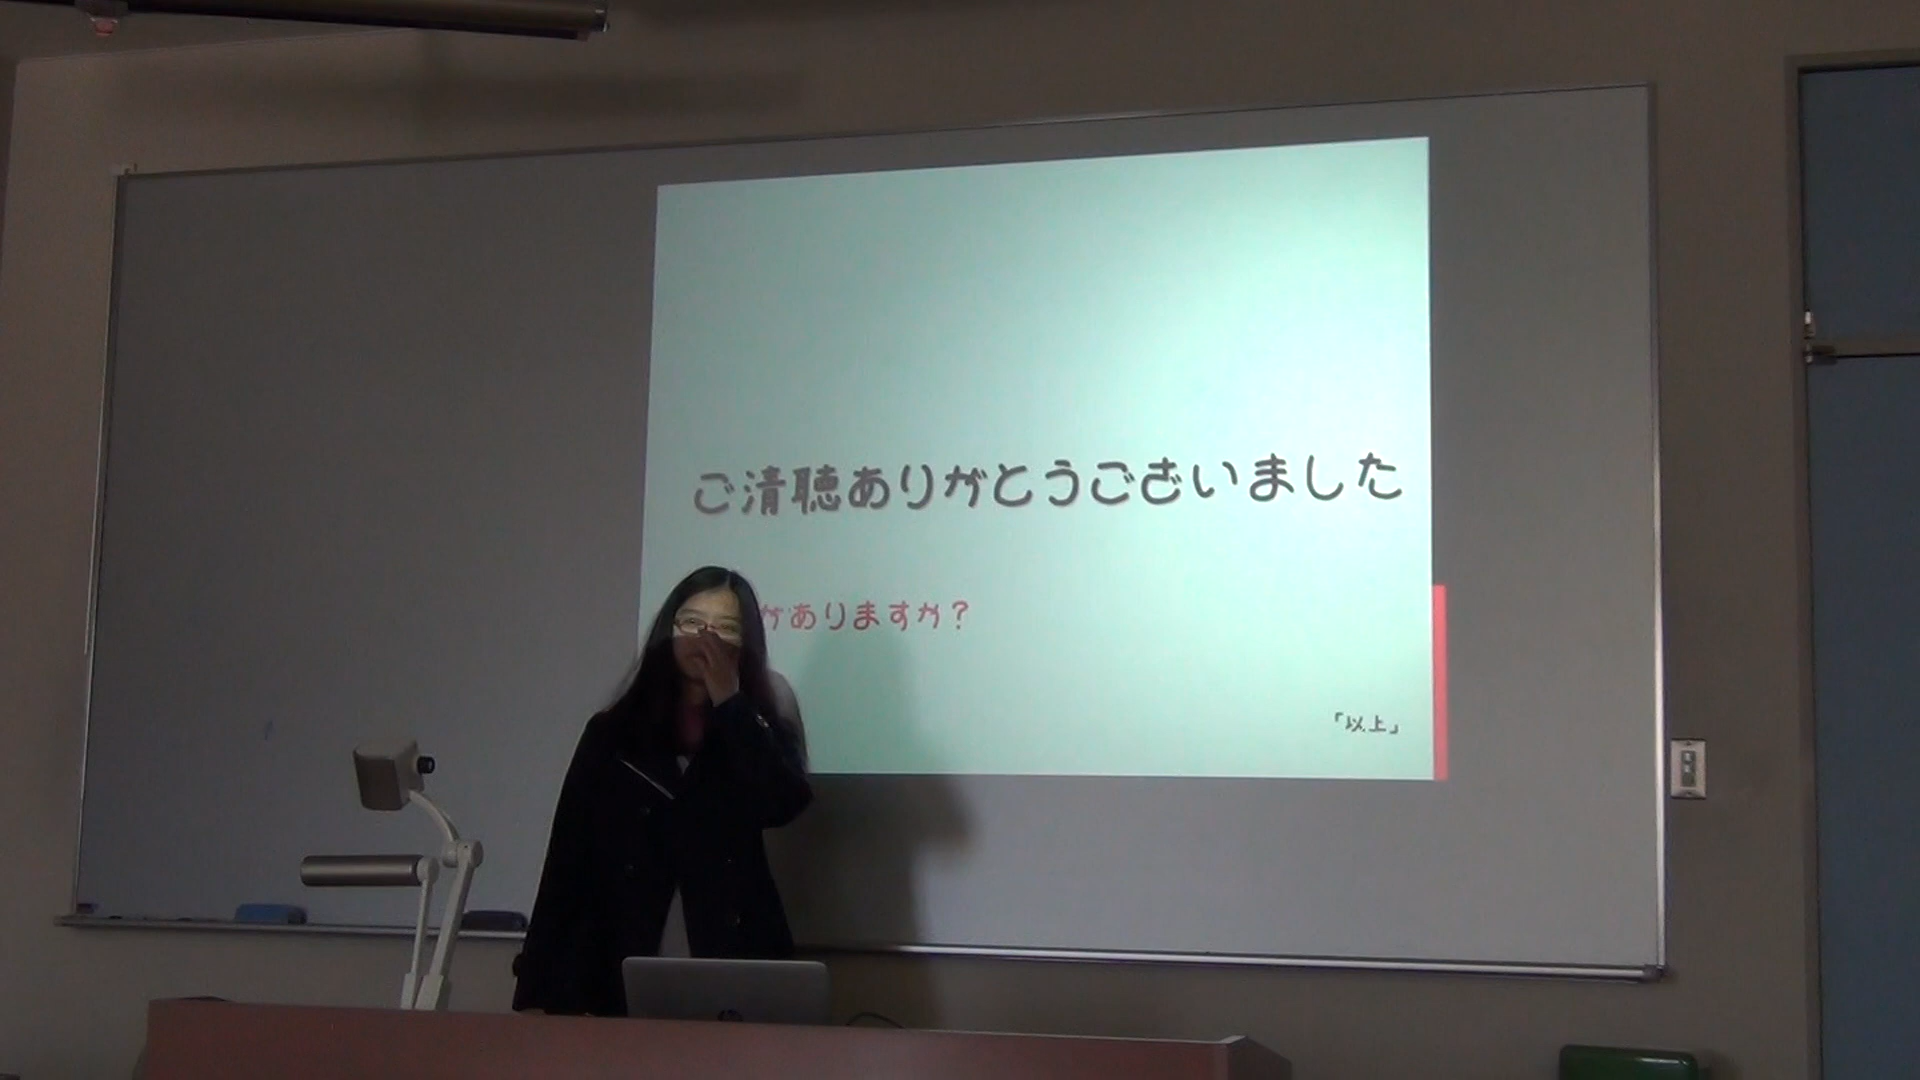 ご清聴ありがとうございました
がありますか？
「以上」